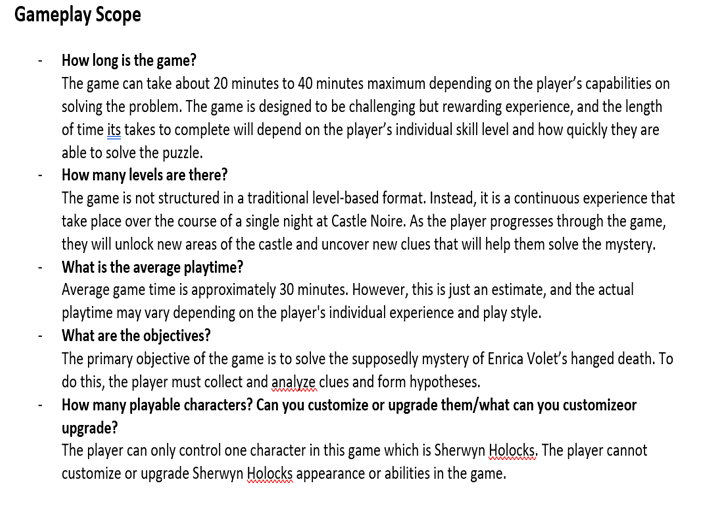 Gameplay Scope
- How long is the game?
The game can take about 20 minutes to 40 minutes maximum depending on the player's capabilities on
solving the problem. The game is designed to be challenging but rewarding experience, and the length
of time its takes to complete will depend on the player's individual skill level and how quickly they are
able to solve the puzzle.
- How many levels are there?
The game is not structured in a traditional level-based format. Instead, it is a continuous experience that
take place over the course of a single night at Castle Noire. As the player progresses through the game,
they will unlock new areas of the castle and uncover new clues that will help them solve the mystery.
- What is the average playtime?
Average game time is approximately 30 minutes. However, this is just an estimate, and the actual
playtime may vary depending on the player's individual experience and play style.
- What are the objectives?
The primary objective of the game is to solve the supposedly mystery of Enrica Volet's hanged death. To
do this, the player must collect and analyze clues and form hypotheses.
- How many playable characters? Can you customize or upgrade them/what can you customizeor
upgrade?
The player can only control one character in this game which is Sherwyn Holocks. The player cannot
customize or upgrade Sherwyn Holocks appearance or abilities in the game.